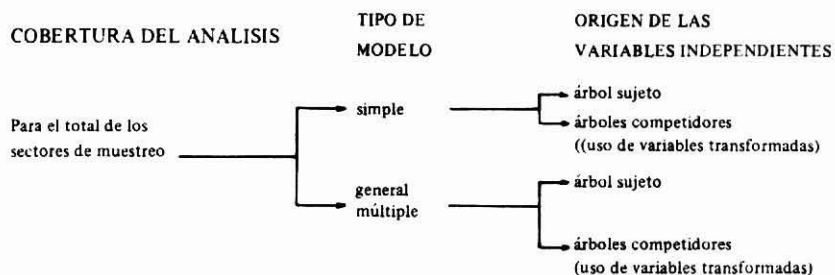 COBERTURA DEL ANALISIS
TIPO DE
MODELO
ORIGEN DE LAS
VARIABLES INDEPENDIENTES
Para el total de los
sectores de muestreo
simple
árbol sujeto
árboles competidores
((uso de variables transformadas)
general
múltiple
árbol sujeto
árboles competidores
(uso de variables transformadas)